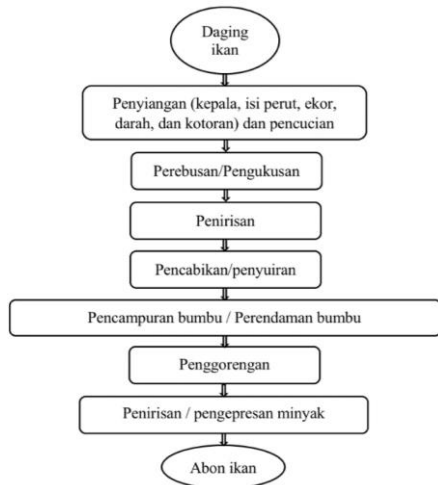 Daging
ikan
Penyiangan (kepala, isi perut, ekor,
darah, dan kotoran) dan pencucian
Perebusan/Pengukusan
Penirisan
Pencabikan/penyuiran
Pencampuran bumbu / Perendaman bumbu
Penggorengan
Penirisan / pengepresan minyak
Abon ikan